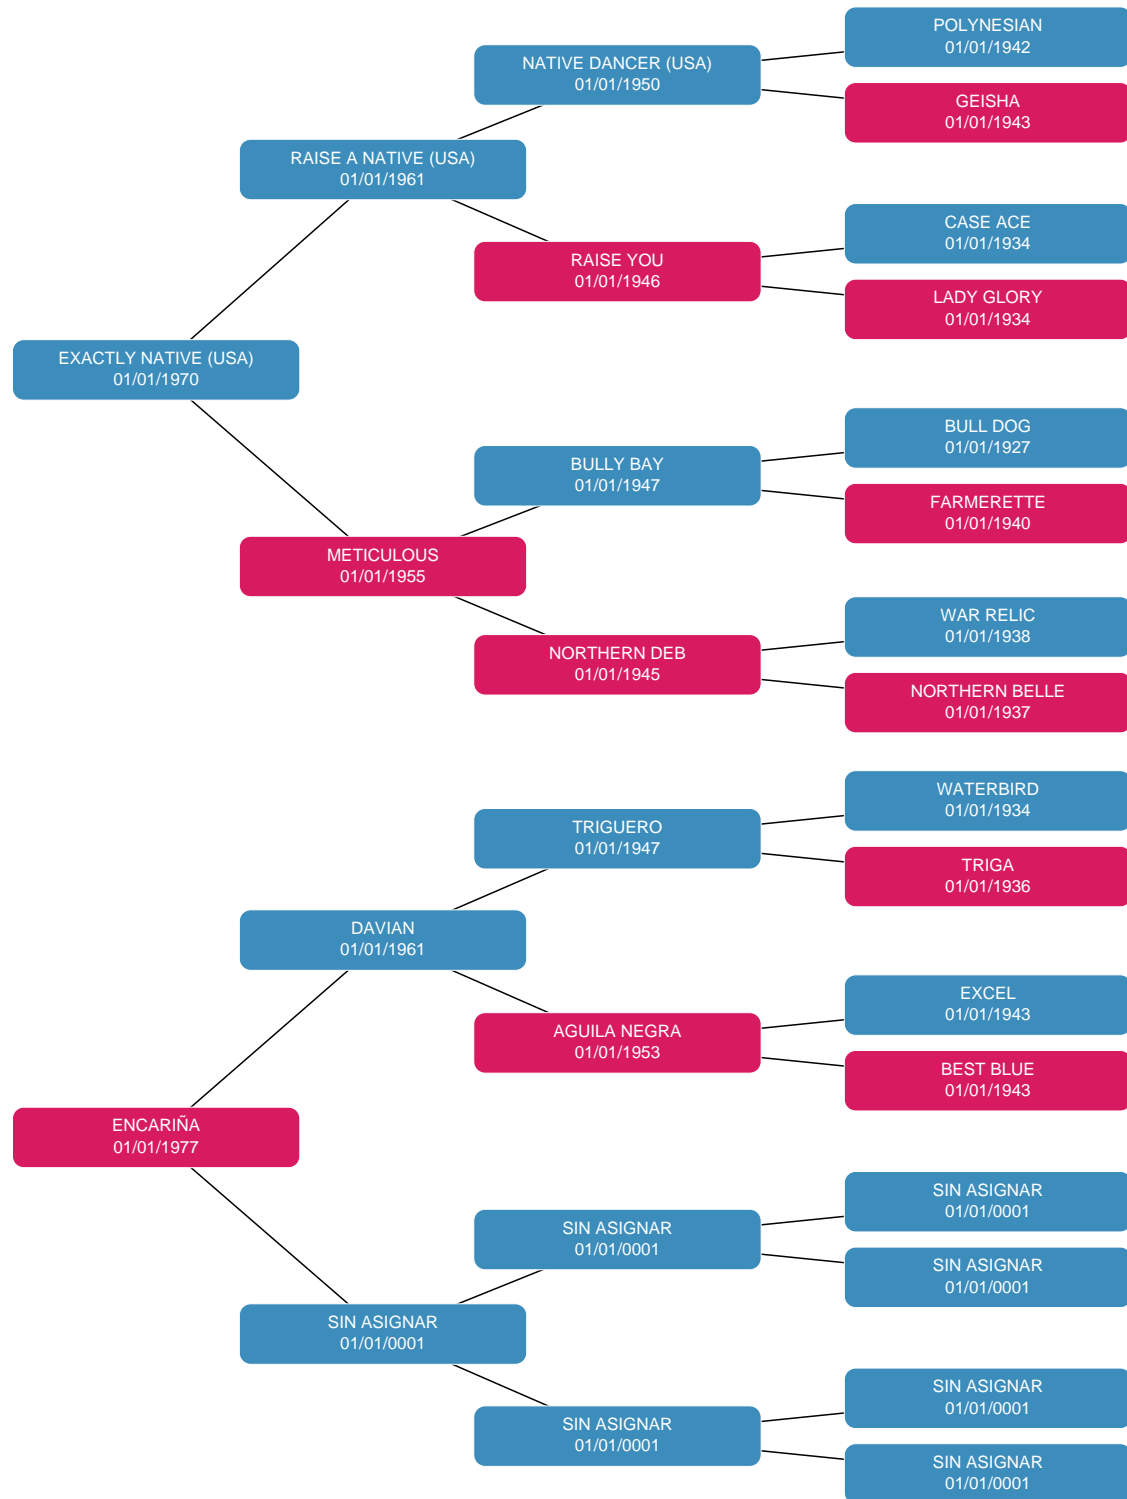 POLYNESIAN
01/01/1942
NATIVE DANCER (USA)
01/01/1950
GEISHA
01/01/1943
RAISE A NATIVE (USA)
01/01/1961
CASE ACE
01/01/1934
RAISE YOU
01/01/1946
LADY GLORY
01/01/1934
EXACTLY NATIVE (USA)
01/01/1970
BULL DOG
01/01/1927
BULLY BAY
01/01/1947
FARMERETTE
01/01/1940
METICULOUS
01/01/1955
WAR RELIC
01/01/1938
NORTHERN DEB
01/01/1945
NORTHERN BELLE
01/01/1937
WATERBIRD
01/01/1934
TRIGUERO
01/01/1947
TRIGA
01/01/1936
DAVIAN
01/01/1961
EXCEL
01/01/1943
AGUILA NEGRA
01/01/1953
BEST BLUE
01/01/1943
ENCARIÑA
01/01/1977
SIN ASIGNAR
01/01/0001
SIN ASIGNAR
01/01/0001
SIN ASIGNAR
01/01/0001
SIN ASIGNAR
01/01/0001
SIN ASIGNAR
01/01/0001
SIN ASIGNAR
01/01/0001
SIN ASIGNAR
01/01/0001